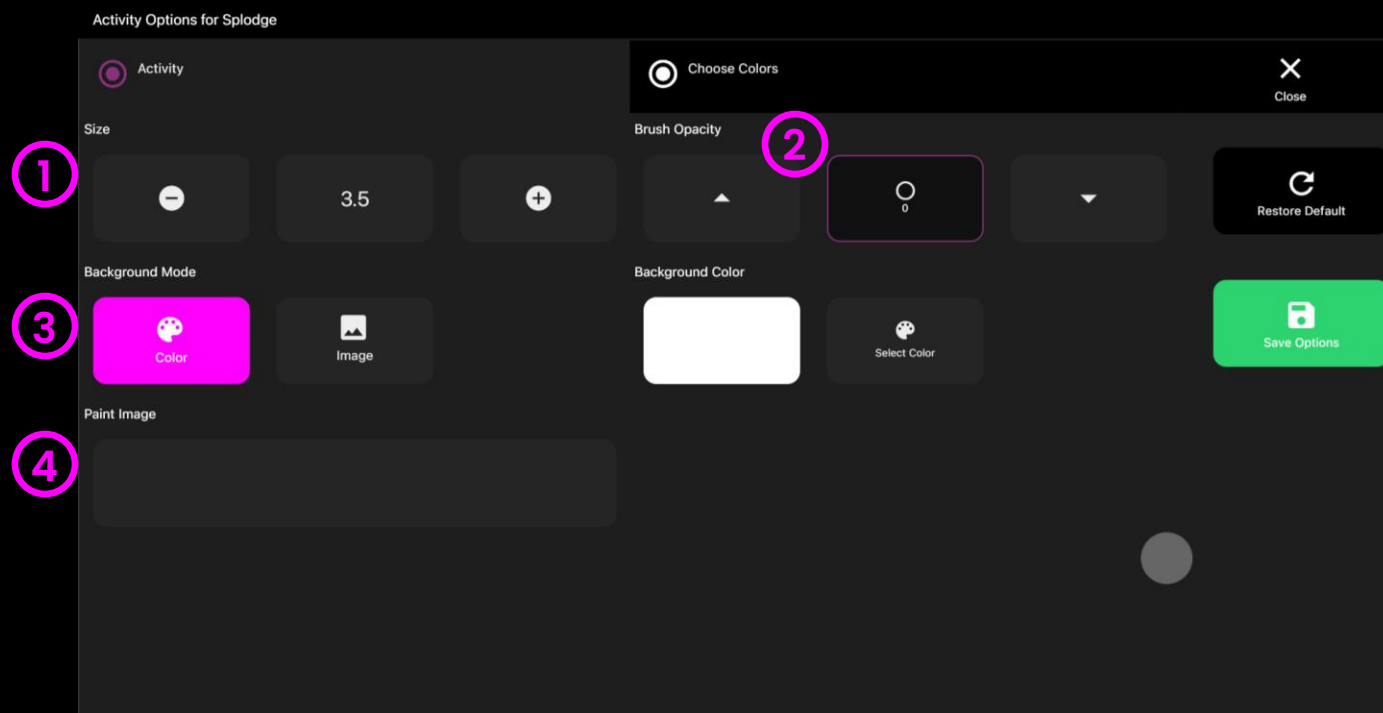 Activity Options for Splodge
Activity
Choose Colors
Close
Size
Brush Opacity
1
2
3.5
0
Restore Default
Background Mode
Background Color
3
Color
Image
Select Color
Save Options
Paint Image
4